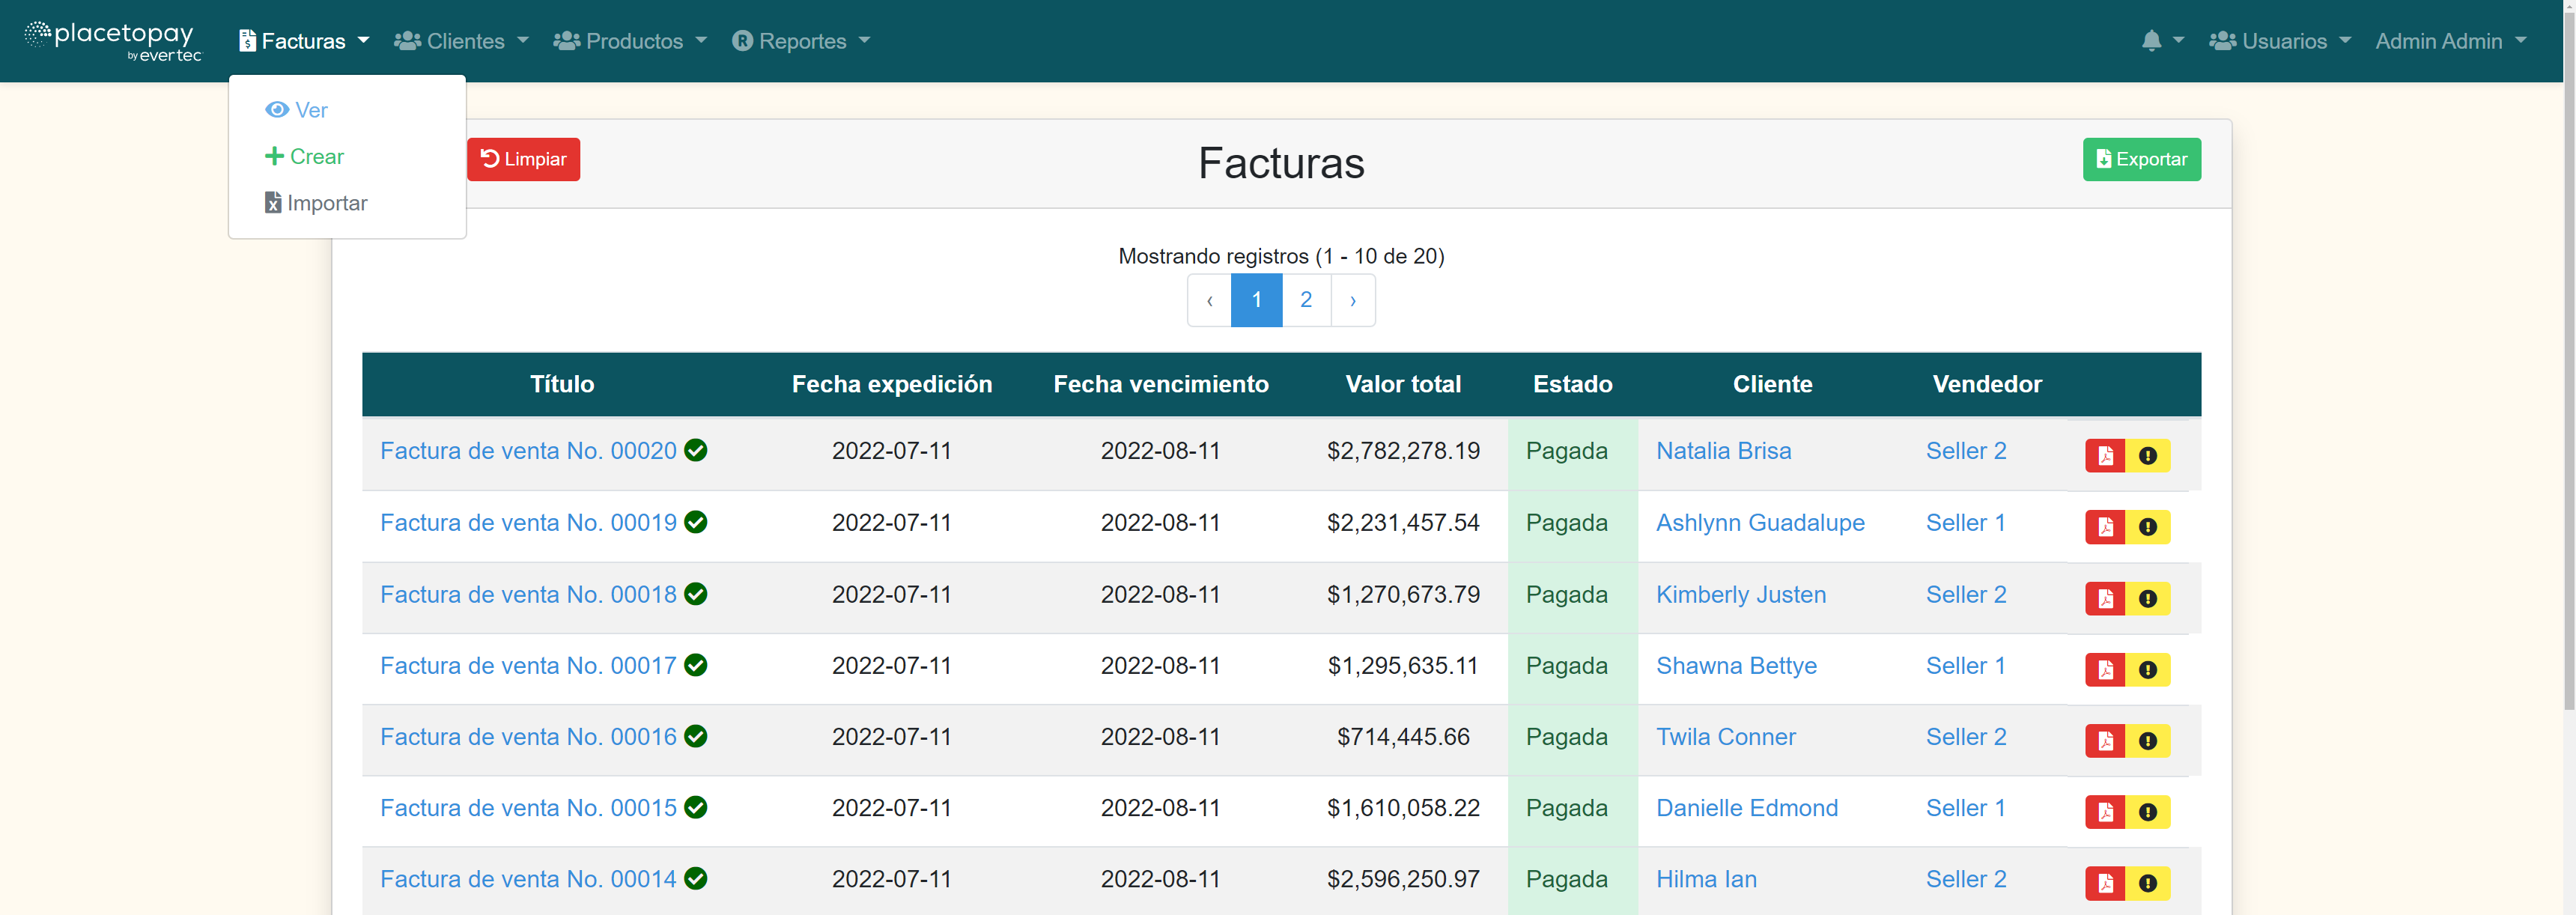 placetopay
by evertec
Facturas Clientes Productos Reportes Usuarios Admin Admin
Ver
Crear
Importar
Limpiar Facturas Exportar
Mostrando registros (1 - 10 de 20)
‹ 1 2 ›
Título Fecha expedición Fecha vencimiento Valor total Estado Cliente Vendedor
Factura de venta No. 00020 2022-07-11 2022-08-11 $2,782,278.19 Pagada Natalia Brisa Seller 2
Factura de venta No. 00019 2022-07-11 2022-08-11 $2,231,457.54 Pagada Ashlynn Guadalupe Seller 1
Factura de venta No. 00018 2022-07-11 2022-08-11 $1,270,673.79 Pagada Kimberly Justen Seller 2
Factura de venta No. 00017 2022-07-11 2022-08-11 $1,295,635.11 Pagada Shawna Bettye Seller 1
Factura de venta No. 00016 2022-07-11 2022-08-11 $714,445.66 Pagada Twila Conner Seller 2
Factura de venta No. 00015 2022-07-11 2022-08-11 $1,610,058.22 Pagada Danielle Edmond Seller 1
Factura de venta No. 00014 2022-07-11 2022-08-11 $2,596,250.97 Pagada Hilma Ian Seller 2